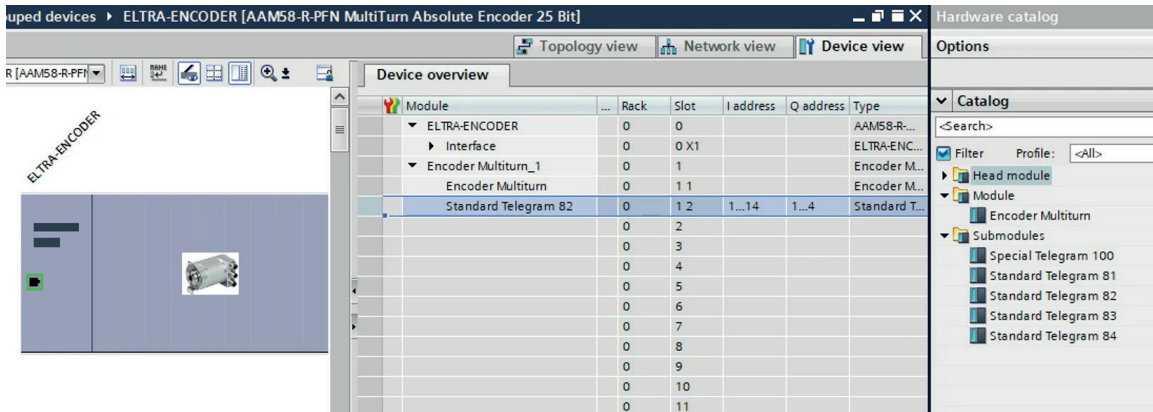 uped devices ▸ ELTRA-ENCODER [AAM58-R-PFN MultiTurn Absolute Encoder 25 Bit]
Topology view
Network view
Device view
R [AAM58-R-PFN
ELTRA-ENCODER
Device overview
Module ... Rack Slot I address Q address Type
ELTRA-ENCODER 0 0 AAM58-R-...
Interface 0 0 X1 ELTRA-ENC...
Encoder Multiturn_1 0 1 Encoder M...
Encoder Multiturn 0 1 1 Encoder M...
Standard Telegram 82 0 1 2 1...14 1...4 Standard T...
0 2
0 3
0 4
0 5
0 6
0 7
0 8
0 9
0 10
0 11
Hardware catalog
Options
Catalog
<Search>
Filter Profile: <All>
Head module
Module
Encoder Multiturn
Submodules
Special Telegram 100
Standard Telegram 81
Standard Telegram 82
Standard Telegram 83
Standard Telegram 84